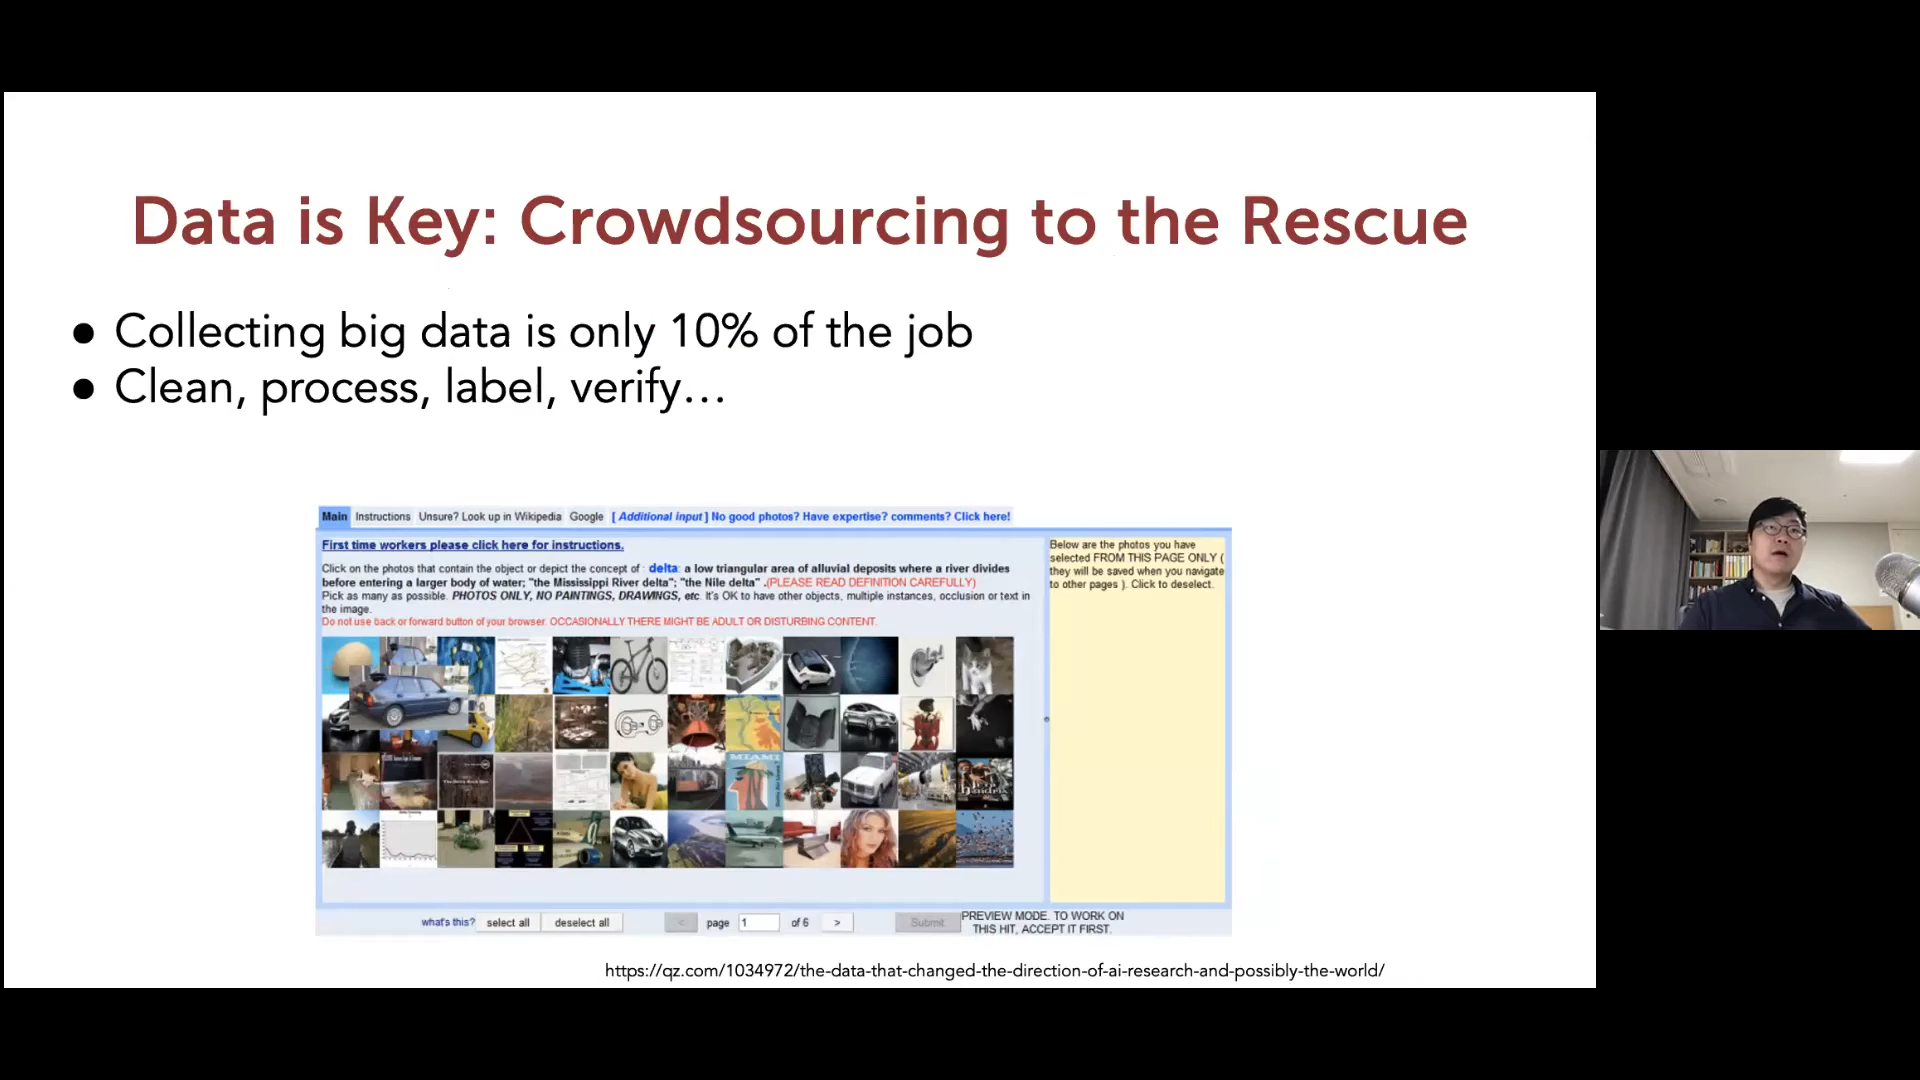 Data is Key: Crowdsourcing to the Rescue
● Collecting big data is only 10% of the job
● Clean, process, label, verify…
Main Instructions Unsure? Look up in Wikipedia Google [ Additional input ] No good photos? Have expertise? comments? Click here!
First time workers please click here for instructions.
Click on the photos that contain the object or depict the concept of : delta: a low triangular area of alluvial deposits where a river divides
before entering a larger body of water; "the Mississippi River delta"; "the Nile delta" .(PLEASE READ DEFINITION CAREFULLY)
Pick as many as possible. PHOTOS ONLY, NO PAINTINGS, DRAWINGS, etc. It's OK to have other objects, multiple instances, occlusion or text in
the image.
Do not use back or forward button of your browser. OCCASIONALLY THERE MIGHT BE ADULT OR DISTURBING CONTENT.
Below are the photos you have
selected FROM THIS PAGE ONLY (
they will be saved when you navigate
to other pages ). Click to deselect.
MIAMI
what's this? select all deselect all < page 1 of 6 > Submit
PREVIEW MODE. TO WORK ON
THIS HIT, ACCEPT IT FIRST.
https://qz.com/1034972/the-data-that-changed-the-direction-of-ai-research-and-possibly-the-world/